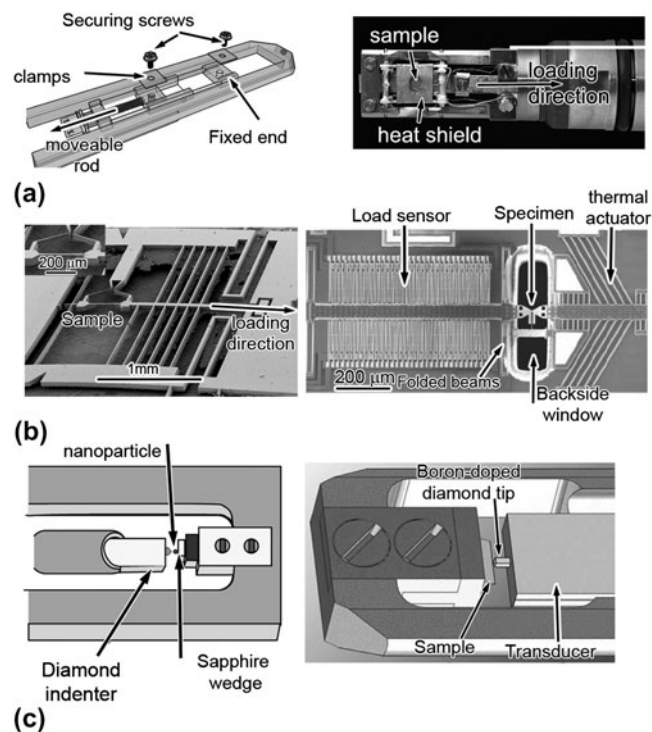 Securing screws
clamps
moveable
rod
Fixed end
sample
loading
direction
heat shield
(a)
200 μm
Sample
loading
direction
1mm
Load sensor
Specimen
thermal
actuator
200 μm
Folded beams
Backside
window
(b)
nanoparticle
Diamond
indenter
Sapphire
wedge
Boron-doped
diamond tip
Sample
Transducer
(c)